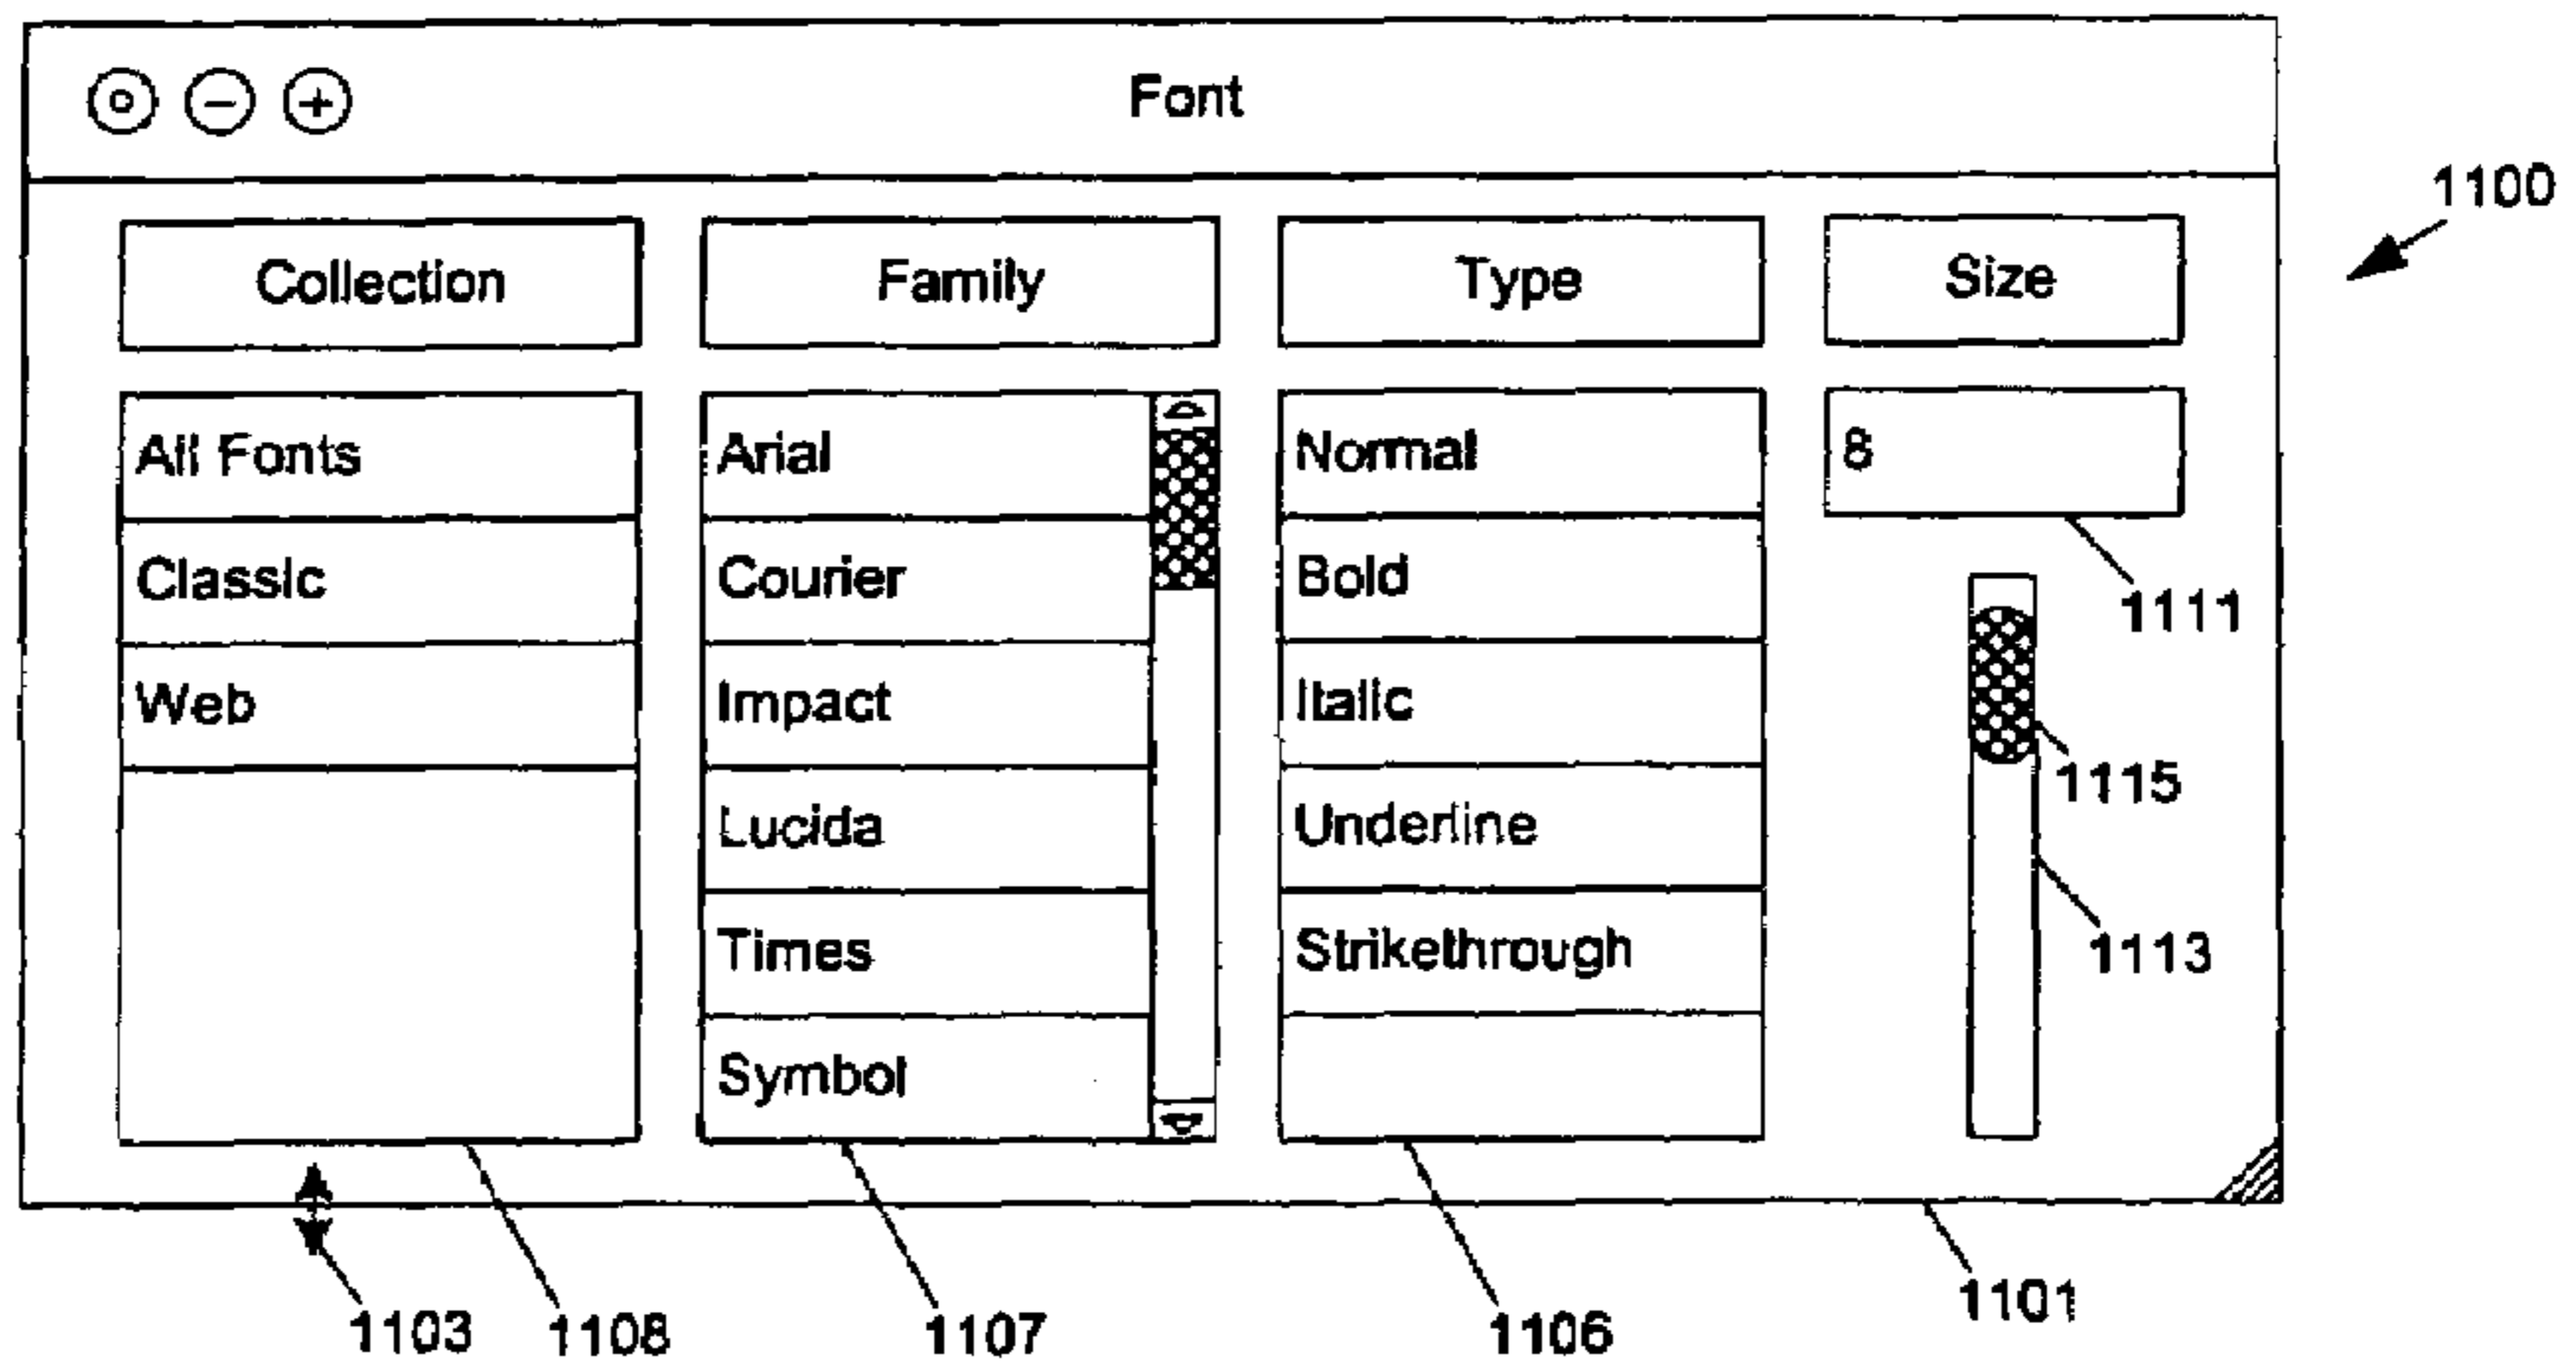 Font
1100
Collection Family Type Size
All Fonts Arial Normal 8
Classic Courier Bold
1111
Web Impact Italic
1115
Lucida Underline
Times Strikethrough
1113
Symbol
1103 1108 1107 1106 1101